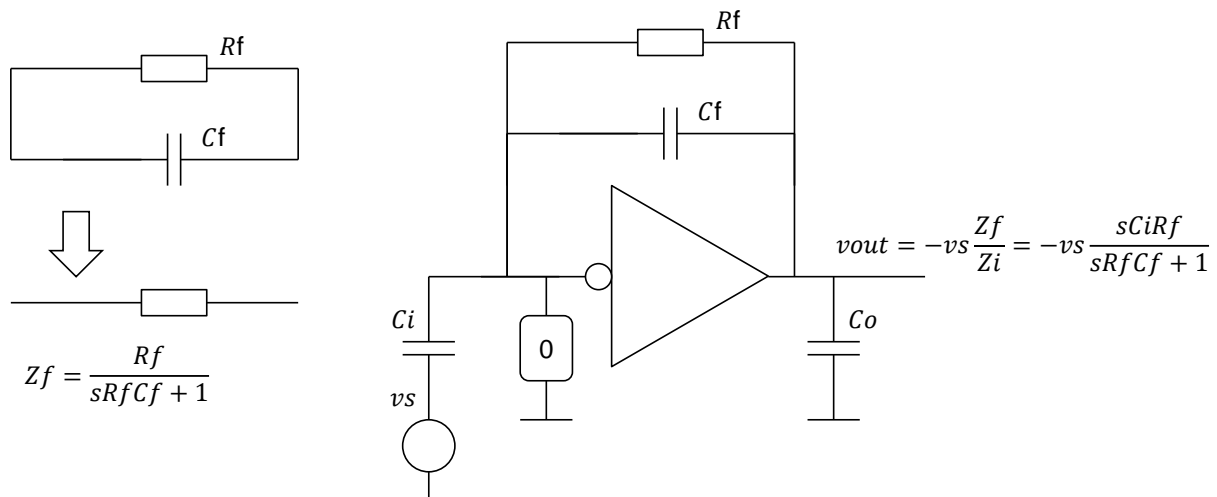 Rf
Cf
Zf = Rf / (sRfCf + 1)
Rf
Cf
Ci
0
vs
Co
vout = −vs Zf / Zi = −vs sCiRf / (sRfCf + 1)